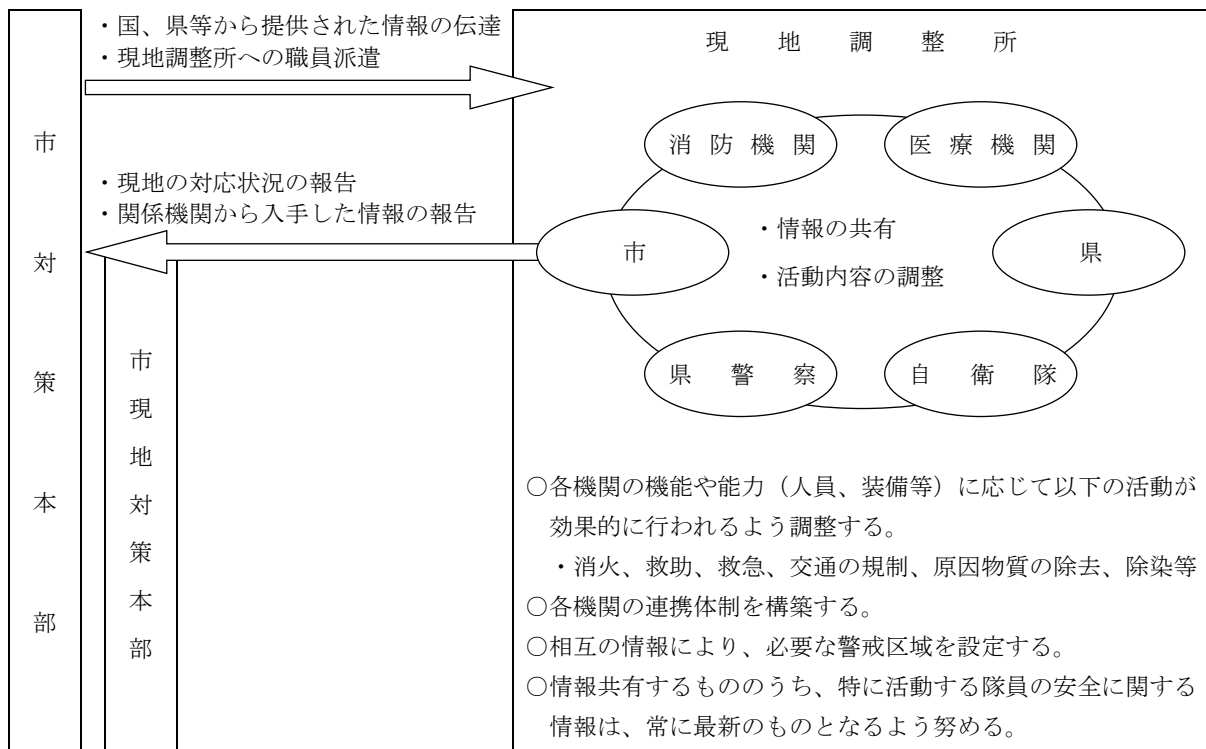 ・国、県等から提供された情報の伝達
・現地調整所への職員派遣
・現地の対応状況の報告
・関係機関から入手した情報の報告
市対策本部
市現地対策本部
現地調整所
消防機関
医療機関
市
・情報の共有
・活動内容の調整
県
県警察
自衛隊
○各機関の機能や能力（人員、装備等）に応じて以下の活動が
効果的に行われるよう調整する。
・消火、救助、救急、交通の規制、原因物質の除去、除染等
○各機関の連携体制を構築する。
○相互の情報により、必要な警戒区域を設定する。
○情報共有するもののうち、特に活動する隊員の安全に関する
情報は、常に最新のものとなるよう努める。